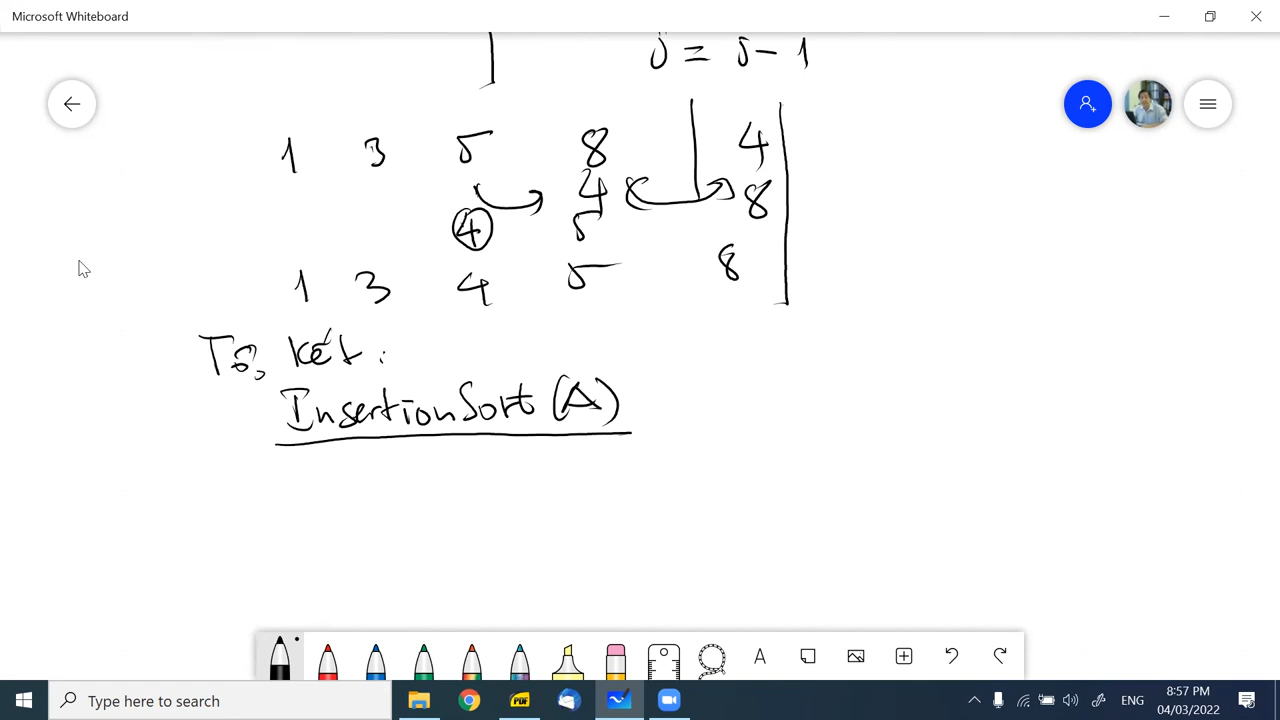 Microsoft Whiteboard
j = j - 1
1 3 5 8 4
4 8
4 5
1 3 4 5 8
Tổng kết :
InsertionSort (A)
A
Type here to search
PDF
ENG
8:57 PM
04/03/2022